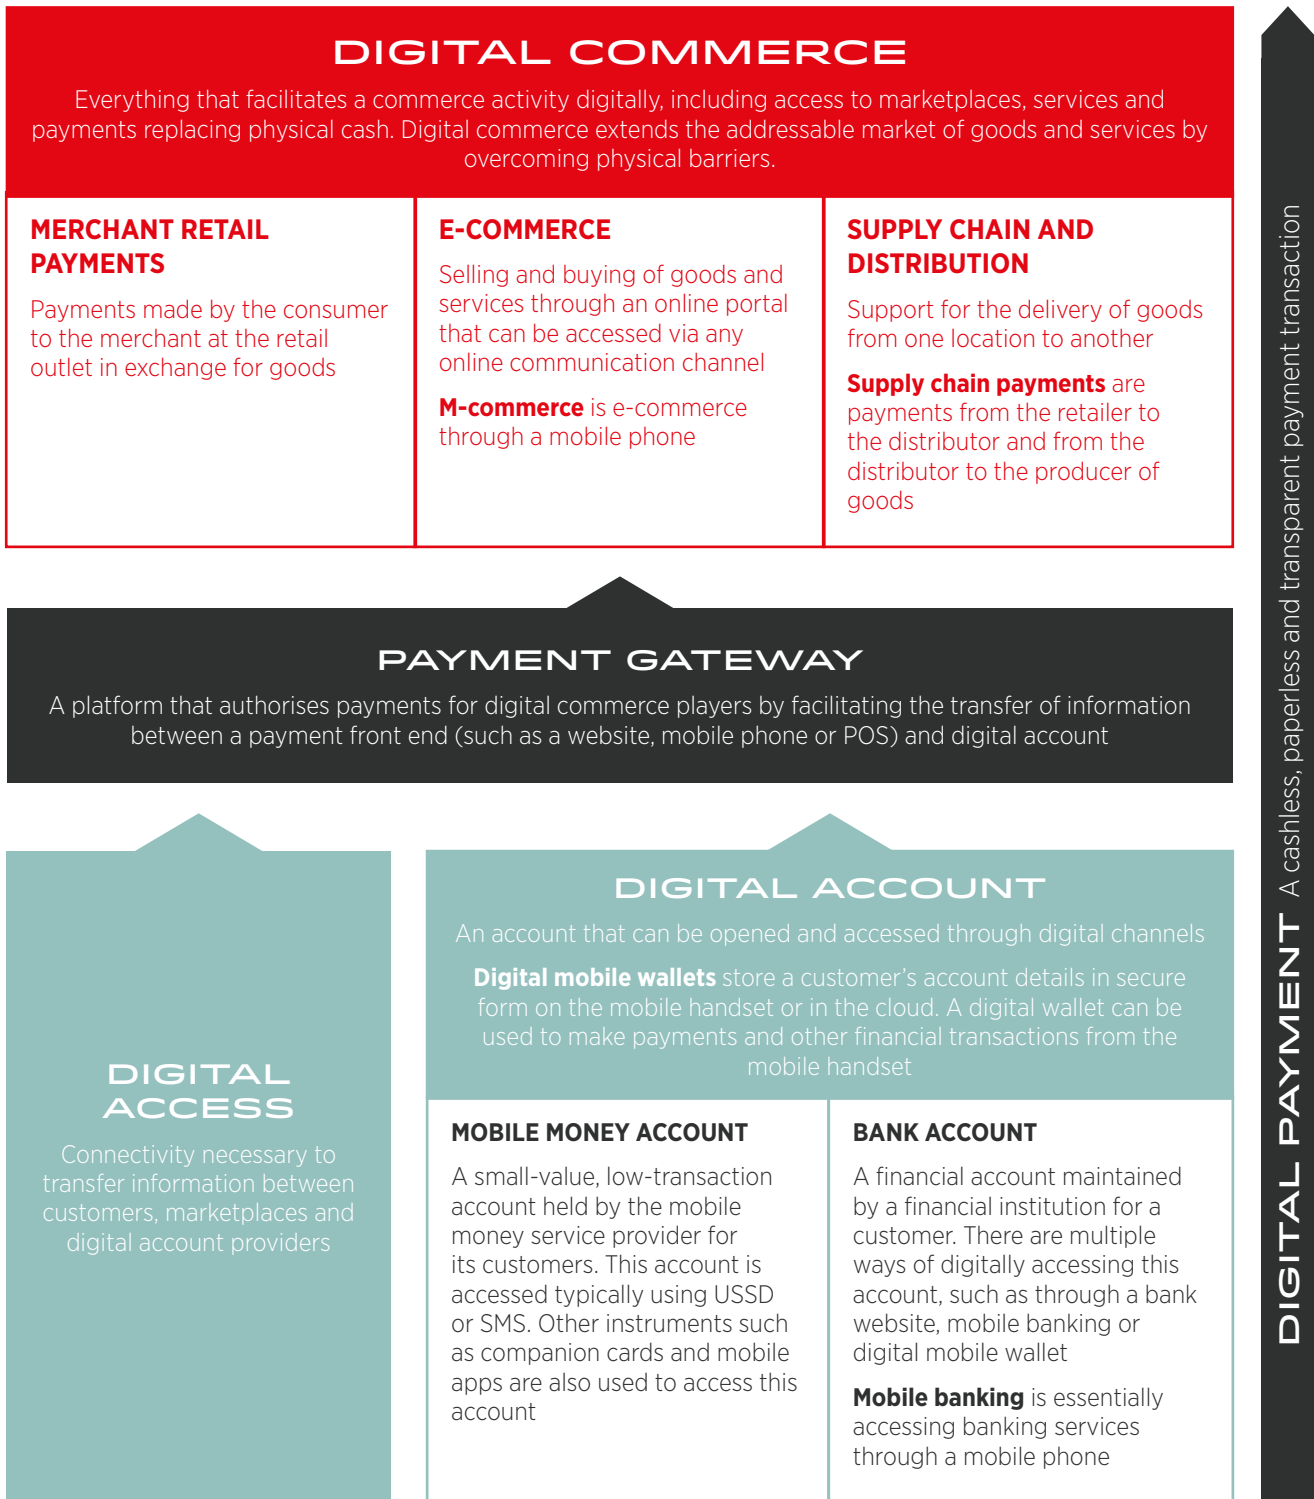 DIGITAL COMMERCE
Everything that facilitates a commerce activity digitally, including access to marketplaces, services and
payments replacing physical cash. Digital commerce extends the addressable market of goods and services by
overcoming physical barriers.
MERCHANT RETAIL
PAYMENTS
Payments made by the consumer
to the merchant at the retail
outlet in exchange for goods
E-COMMERCE
Selling and buying of goods and
services through an online portal
that can be accessed via any
online communication channel
M-commerce is e-commerce
through a mobile phone
SUPPLY CHAIN AND
DISTRIBUTION
Support for the delivery of goods
from one location to another
Supply chain payments are
payments from the retailer to
the distributor and from the
distributor to the producer of
goods
PAYMENT GATEWAY
A platform that authorises payments for digital commerce players by facilitating the transfer of information
between a payment front end (such as a website, mobile phone or POS) and digital account
DIGITAL
ACCESS
Connectivity necessary to
transfer information between
customers, marketplaces and
digital account providers
DIGITAL ACCOUNT
An account that can be opened and accessed through digital channels
Digital mobile wallets store a customer’s account details in secure
form on the mobile handset or in the cloud. A digital wallet can be
used to make payments and other financial transactions from the
mobile handset
MOBILE MONEY ACCOUNT
A small-value, low-transaction
account held by the mobile
money service provider for
its customers. This account is
accessed typically using USSD
or SMS. Other instruments such
as companion cards and mobile
apps are also used to access this
account
BANK ACCOUNT
A financial account maintained
by a financial institution for a
customer. There are multiple
ways of digitally accessing this
account, such as through a bank
website, mobile banking or
digital mobile wallet
Mobile banking is essentially
accessing banking services
through a mobile phone
DIGITAL PAYMENT A cashless, paperless and transparent payment transaction